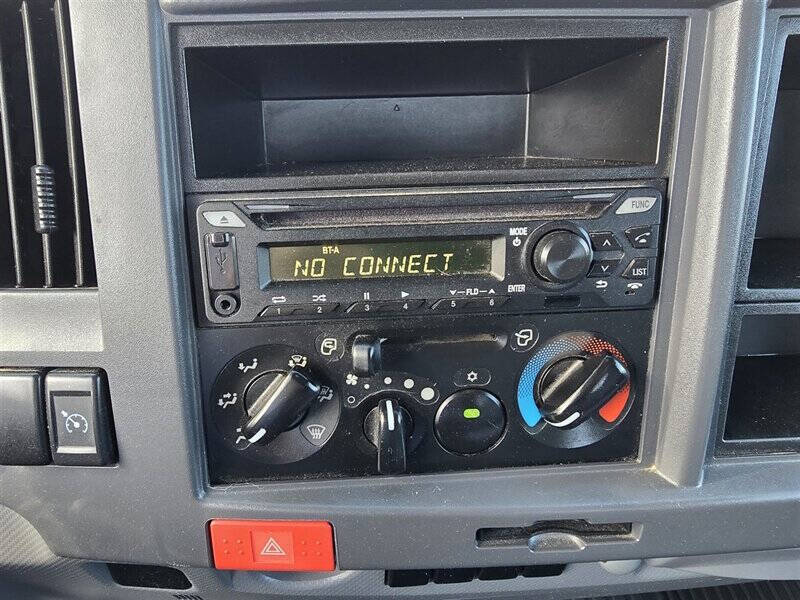 FUNC
MODE
BT-A
NO CONNECT
LIST
ENTER
1 2 3 4 5 FLD 6